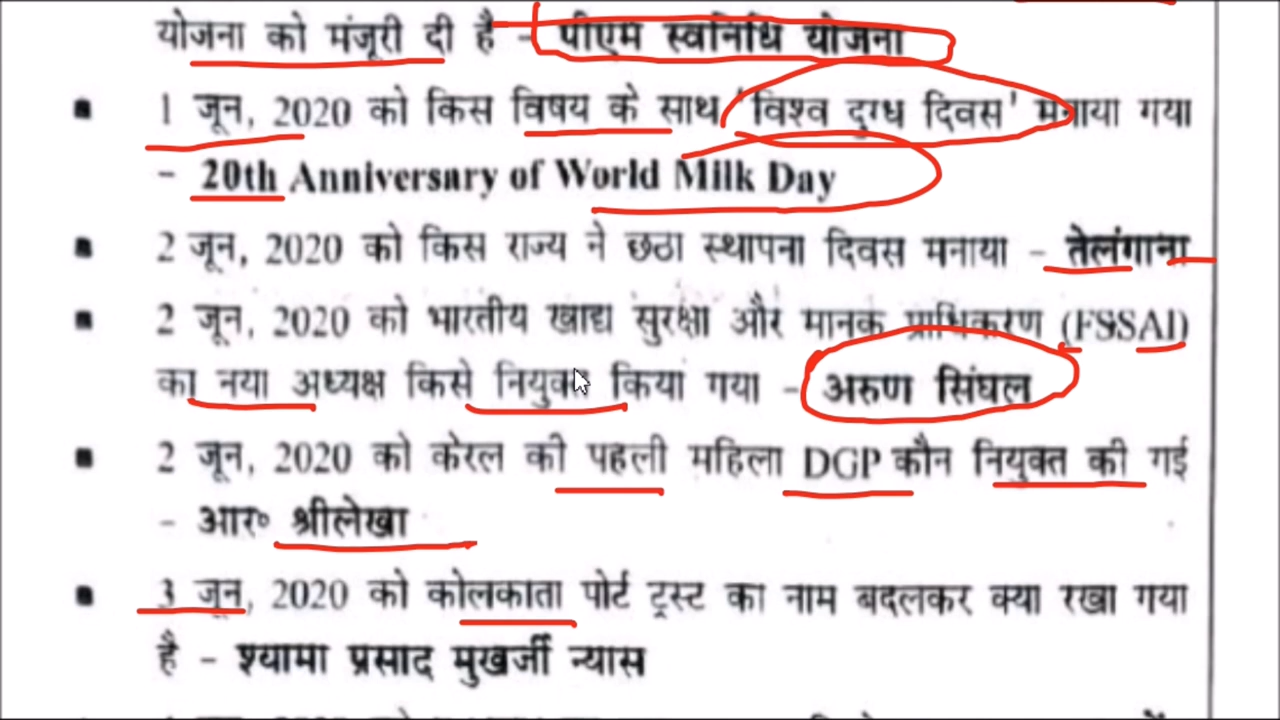 योजना को मंजूरी दी है – पीएम स्वनिधि योजना
▪ 1 जून, 2020 को किस विषय के साथ 'विश्व दुग्ध दिवस' मनाया गया
– 20th Anniversary of World Milk Day
▪ 2 जून, 2020 को किस राज्य ने छठा स्थापना दिवस मनाया – तेलंगाना
▪ 2 जून, 2020 को भारतीय खाद्य सुरक्षा और मानक प्राधिकरण (FSSAI)
का नया अध्यक्ष किसे नियुक्त किया गया – अरुण सिंघल
▪ 2 जून, 2020 को केरल की पहली महिला DGP कौन नियुक्त की गई
– आर० श्रीलेखा
▪ 3 जून, 2020 को कोलकाता पोर्ट ट्रस्ट का नाम बदलकर क्या रखा गया
है – श्यामा प्रसाद मुखर्जी न्यास